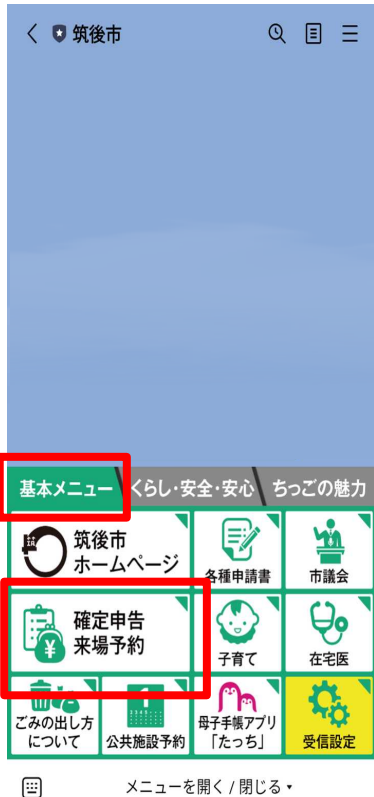 筑後市
基本メニュー
くらし・安全・安心
ちっごの魅力
筑後市
ホームページ
各種申請書
市議会
確定申告
来場予約
子育て
在宅医
ごみの出し方
について
公共施設予約
母子手帳アプリ
「たっち」
受信設定
メニューを開く / 閉じる ▾